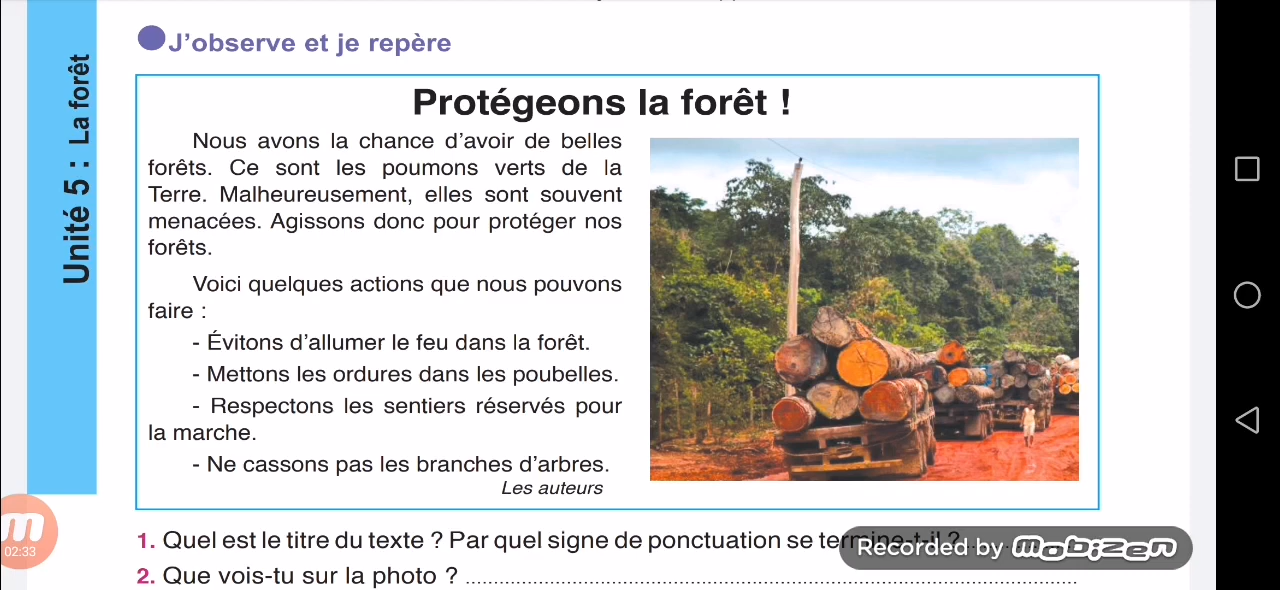 J'observe et je repère
Unité 5 : La forêt
Protégeons la forêt !
Nous avons la chance d'avoir de belles
forêts. Ce sont les poumons verts de la
Terre. Malheureusement, elles sont souvent
menacées. Agissons donc pour protéger nos
forêts.
Voici quelques actions que nous pouvons
faire :
- Évitons d'allumer le feu dans la forêt.
- Mettons les ordures dans les poubelles.
- Respectons les sentiers réservés pour
la marche.
- Ne cassons pas les branches d'arbres.
Les auteurs
1. Quel est le titre du texte ? Par quel signe de ponctuation se termine-t-il ?
2. Que vois-tu sur la photo ? ........................................................
m
02:33
Recorded by mobizen